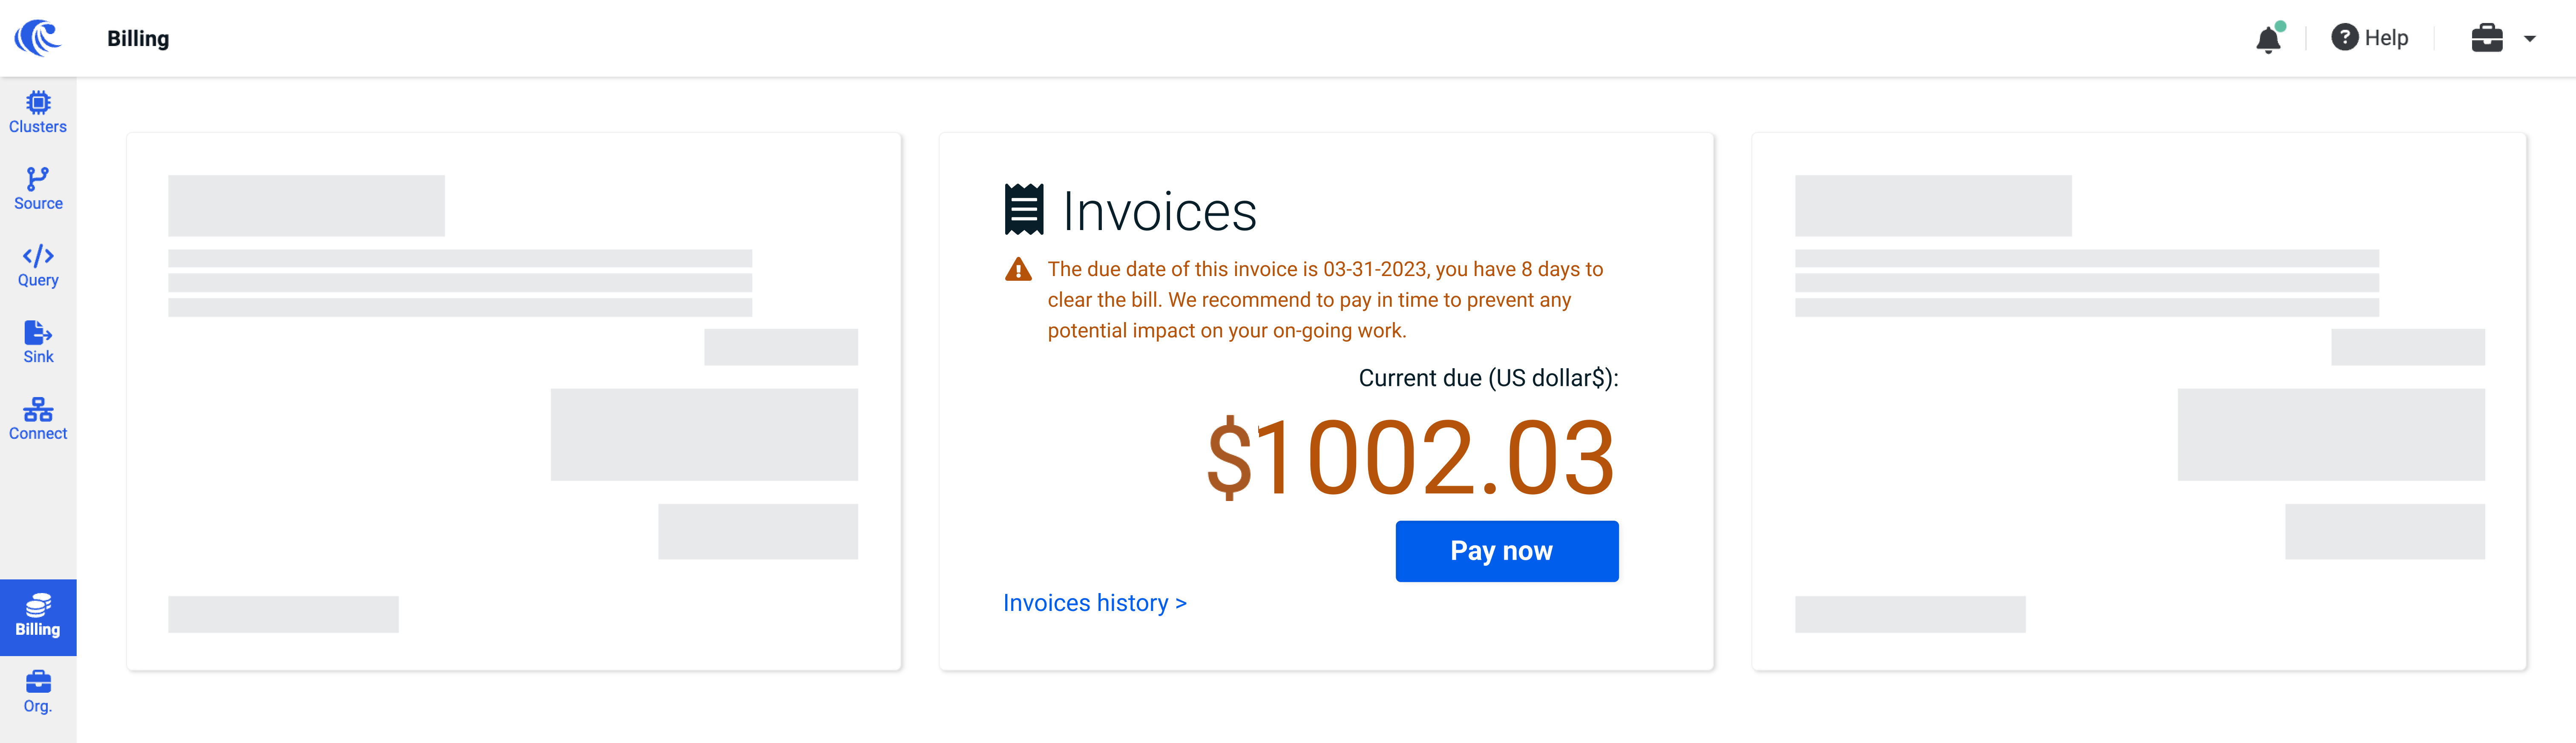 Billing
Help
Clusters
Source
Query
Sink
Connect
Billing
Org.
Invoices
The due date of this invoice is 03-31-2023, you have 8 days to
clear the bill. We recommend to pay in time to prevent any
potential impact on your on-going work.
Current due (US dollar$):
$1002.03
Pay now
Invoices history >